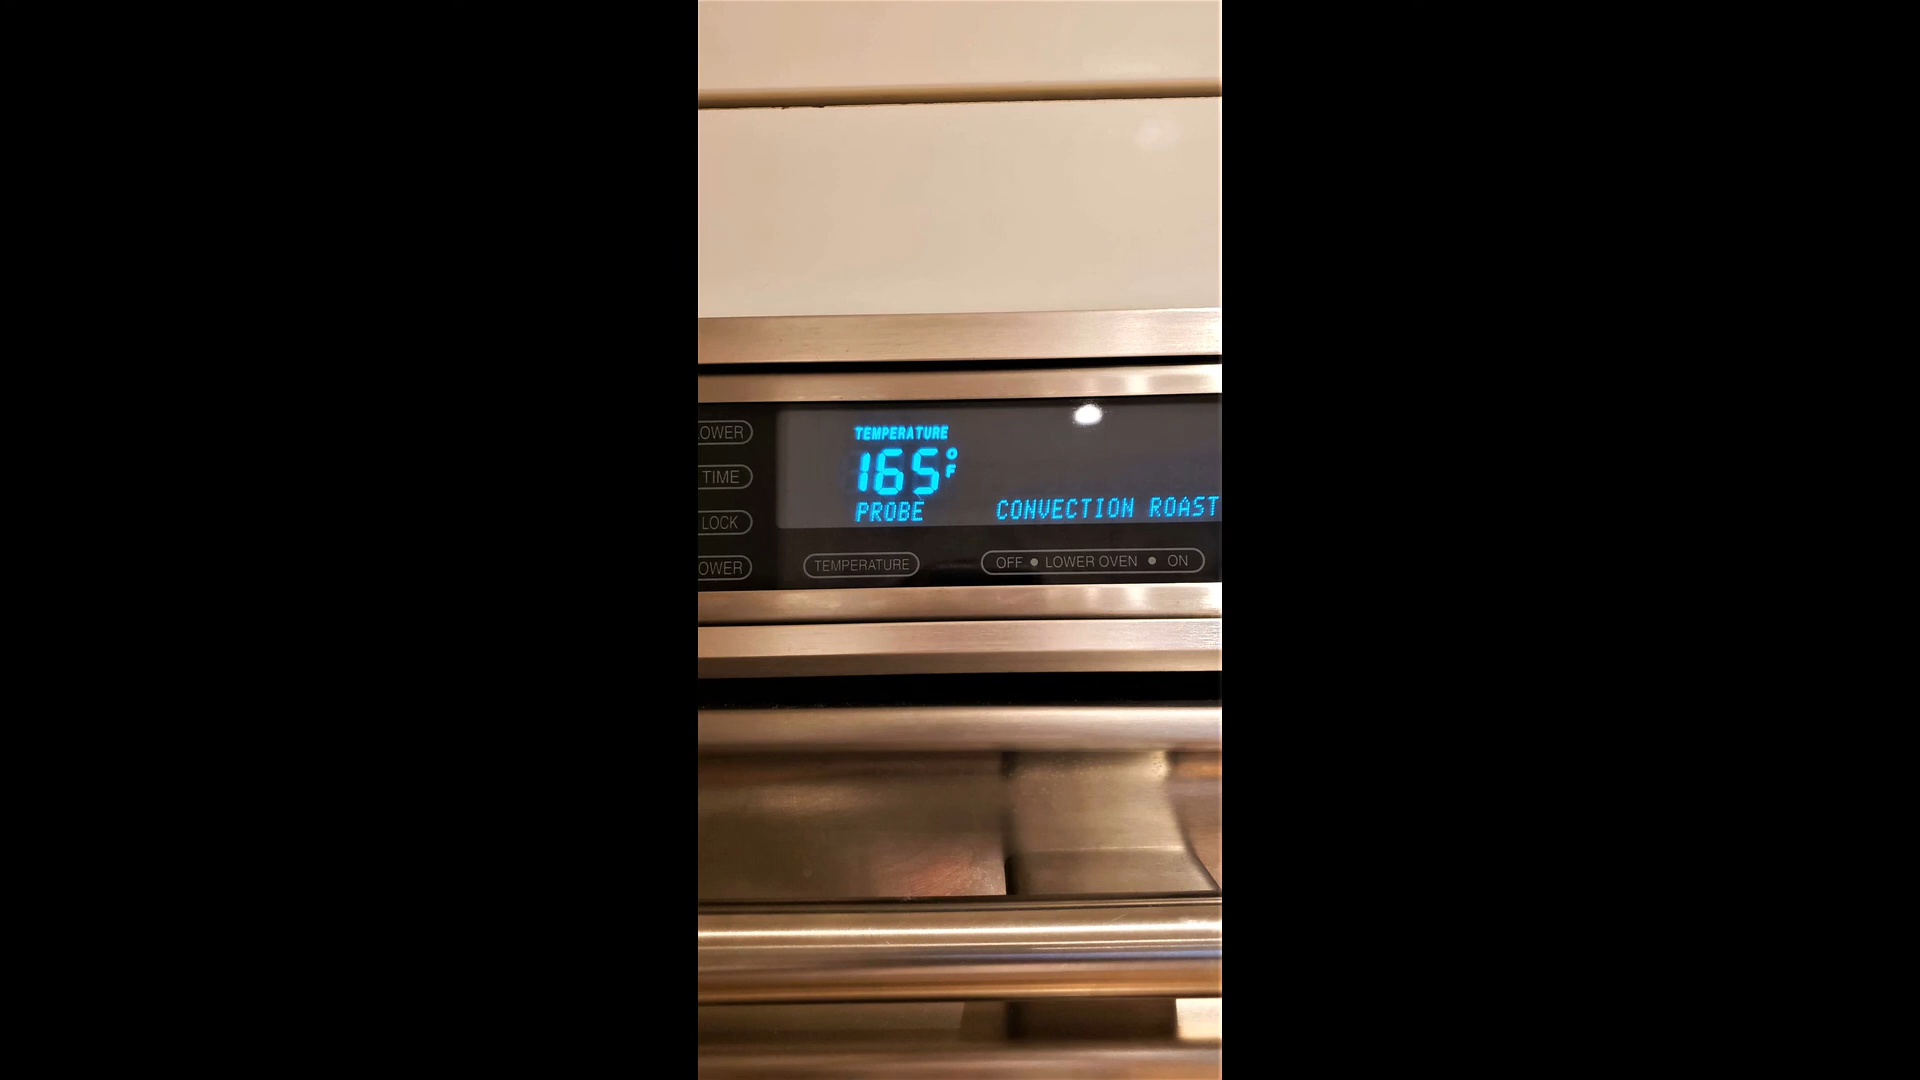 OWER
TIME
LOCK
OWER
TEMPERATURE
165°F
PROBE
CONVECTION ROAST
TEMPERATURE
OFF • LOWER OVEN • ON